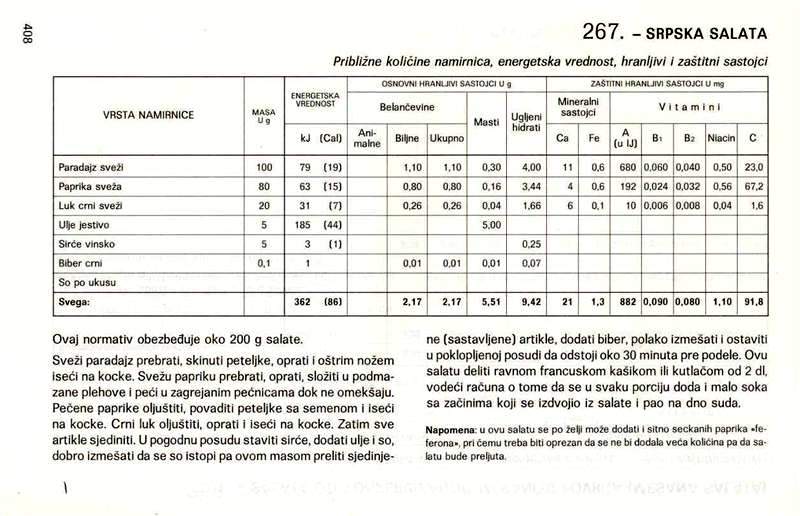 408
267. – SRPSKA SALATA
Približne količine namirnica, energetska vrednost, hranljivi i zaštitni sastojci
VRSTA NAMIRNICE
MASA U g
ENERGETSKA VREDNOST
OSNOVNI HRANLJIVI SASTOJCI U g
ZAŠTITNI HRANLJIVI SASTOJCI U mg
Belančevine
Masti
Ugljeni hidrati
Mineralni sastojci
Vitamini
kJ (Cal) Animalne Biljne Ukupno Ca Fe A (u IJ) B1 B2 Niacin C
Paradajz sveži 100 79 (19) 1,10 1,10 0,30 4,00 11 0,6 680 0,060 0,040 0,50 23,0
Paprika sveža 80 63 (15) 0,80 0,80 0,16 3,44 4 0,6 192 0,024 0,032 0,56 67,2
Luk crni sveži 20 31 (7) 0,26 0,26 0,04 1,66 6 0,1 10 0,006 0,008 0,04 1,6
Ulje jestivo 5 185 (44) 5,00
Sirće vinsko 5 3 (1) 0,25
Biber crni 0,1 1 0,01 0,01 0,01 0,07
So po ukusu
Svega: 362 (86) 2,17 2,17 5,51 9,42 21 1,3 882 0,090 0,080 1,10 91,8
Ovaj normativ obezbeđuje oko 200 g salate.
Sveži paradajz prebrati, skinuti peteljke, oprati i oštrim nožem
iseći na kocke. Svežu papriku prebrati, oprati, složiti u podma-
zane plehove i peći u zagrejanim pećnicama dok ne omekšaju.
Pečene paprike oljuštiti, povaditi peteljke sa semenom i iseći
na kocke. Crni luk oljuštiti, oprati i iseći na kocke. Zatim sve
artikle sjediniti. U pogodnu posudu staviti sirće, dodati ulje i so,
dobro izmešati da se so istopi pa ovom masom preliti sjedinje-
ne (sastavljene) artikle, dodati biber, polako izmešati i ostaviti
u poklopljenoj posudi da odstoji oko 30 minuta pre podele. Ovu
salatu deliti ravnom francuskom kašikom ili kutlačom od 2 dl,
vodeći računa o tome da se u svaku porciju doda i malo soka
sa začinima koji se izdvojio iz salate i pao na dno suda.
Napomena: u ovu salatu se po želji može dodati i sitno seckanih paprika »fe-
ferona«, pri čemu treba biti oprezan da se ne bi dodala veća količina pa da sa-
latu bude preljuta.